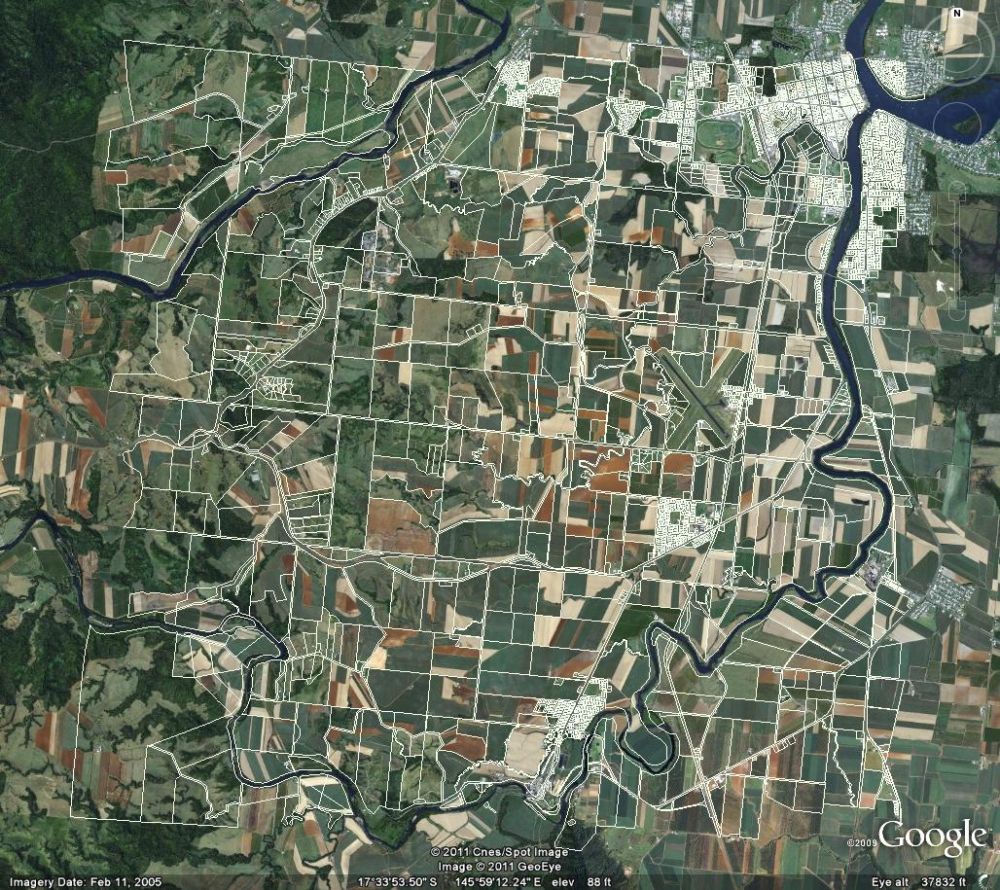 N
© 2011 Cnes/Spot Image
Image © 2011 GeoEye
©2009 Google
Imagery Date: Feb 11, 2005 17°33'53.50" S 145°59'12.24" E elev 88 ft Eye alt 37832 ft